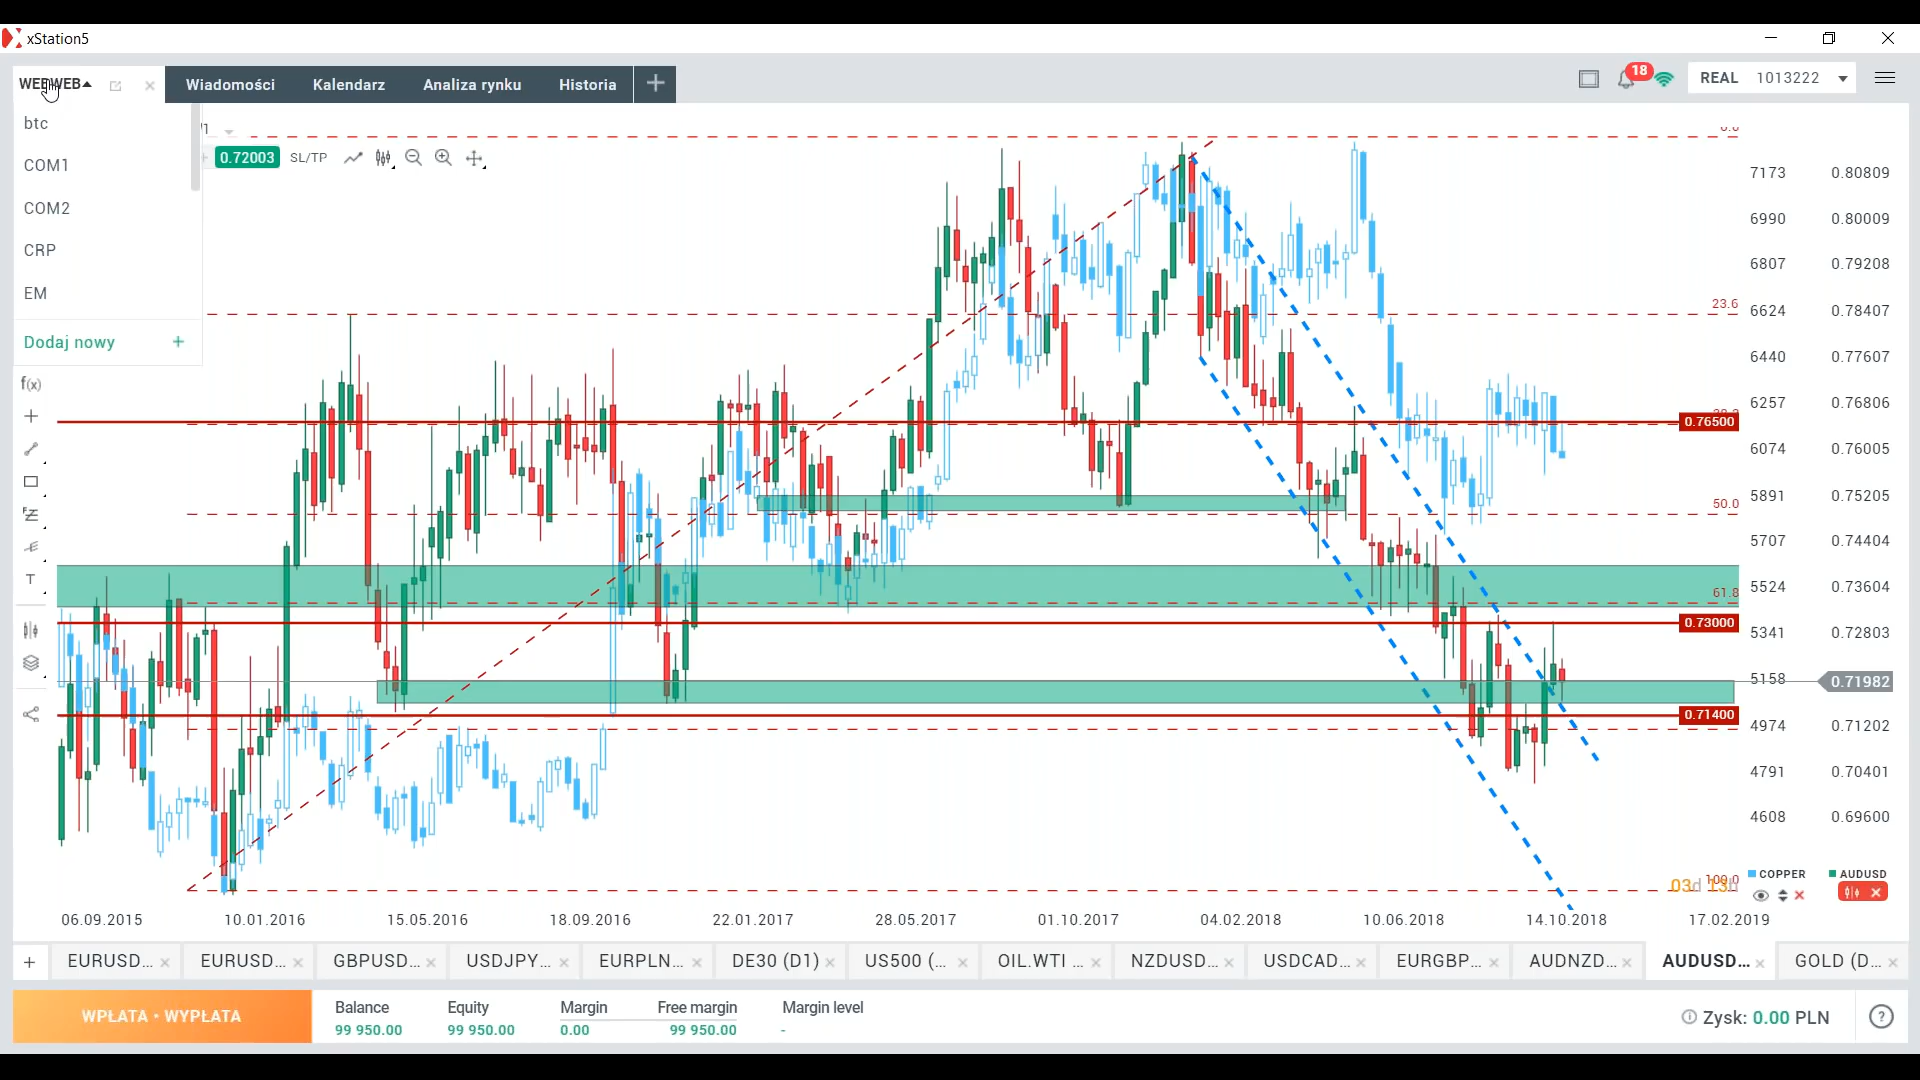 xStation5
WEBWEB
Wiadomości
Kalendarz
Analiza rynku
Historia
18
REAL 1013222
btc
COM1
COM2
CRP
EM
Dodaj nowy +
0.72003
SL/TP
f(x)
T
23.6
50.0
61.8
100.0
0.76500
0.73000
0.71400
7173 0.80809
6990 0.80009
6807 0.79208
6624 0.78407
6440 0.77607
6257 0.76806
6074 0.76005
5891 0.75205
5707 0.74404
5524 0.73604
5341 0.72803
5158 0.71982
4974 0.71202
4791 0.70401
4608 0.69600
COPPER
AUDUSD
03d 13h
06.09.2015 10.01.2016 15.05.2016 18.09.2016 22.01.2017 28.05.2017 01.10.2017 04.02.2018 10.06.2018 14.10.2018 17.02.2019
+ EURUSD... EURUSD... GBPUSD... USDJPY... EURPLN... DE30 (D1) US500 (... OIL.WTI ... NZDUSD... USDCAD... EURGBP... AUDNZD... AUDUSD... GOLD (D...
WPŁATA • WYPŁATA
Balance Equity Margin Free margin Margin level
99 950.00 99 950.00 0.00 99 950.00 -
Zysk: 0.00 PLN
?